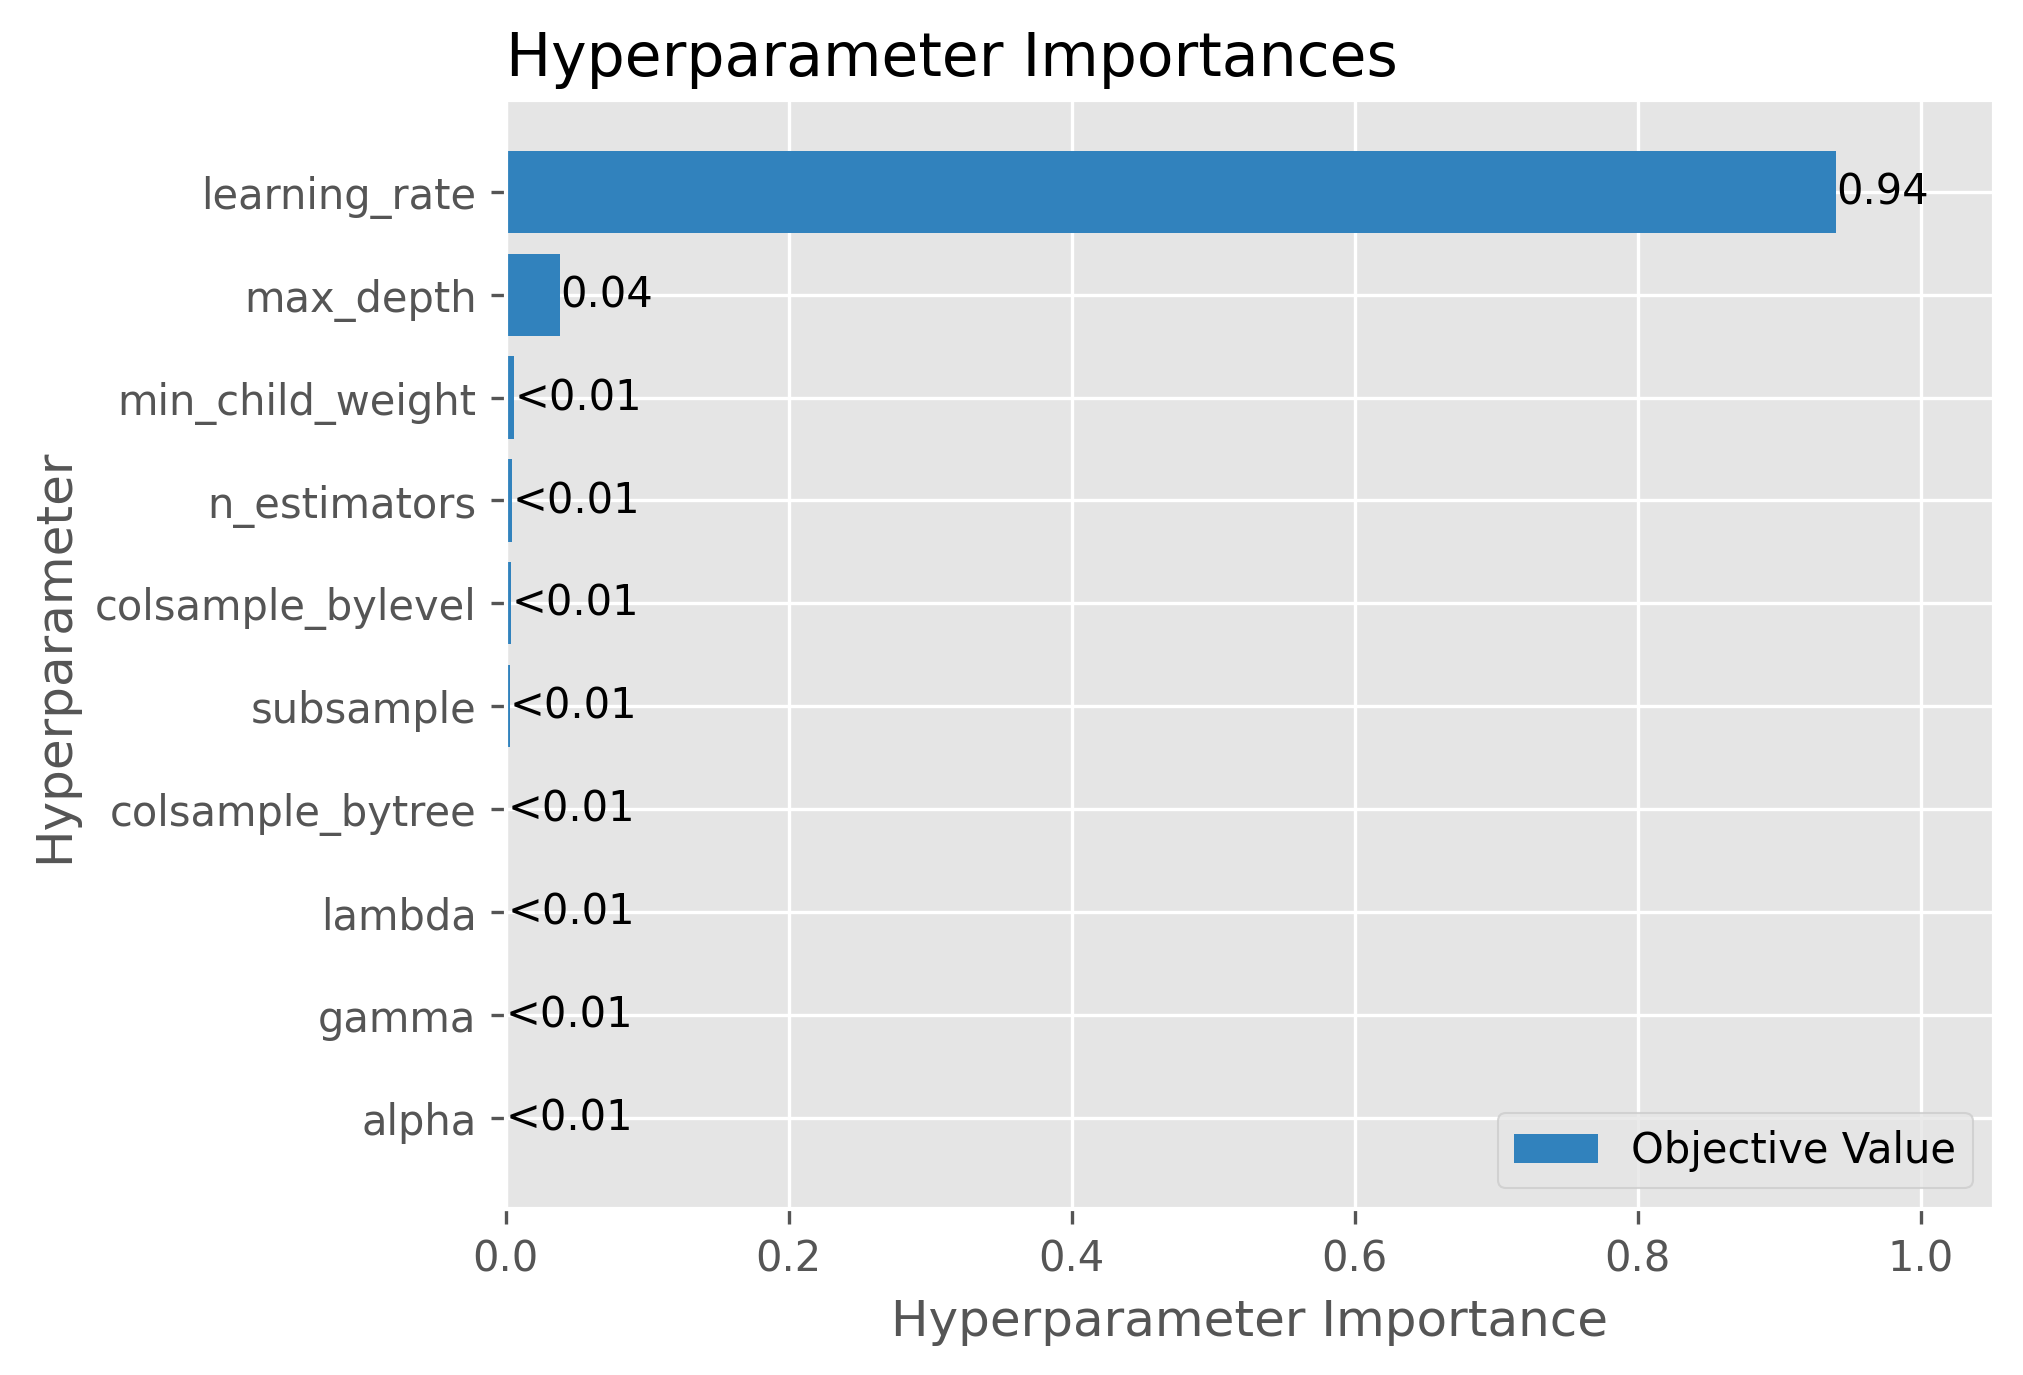 Hyperparameter Importances
learning_rate
0.94
max_depth
0.04
min_child_weight
<0.01
n_estimators
<0.01
colsample_bylevel
<0.01
subsample
<0.01
colsample_bytree
<0.01
lambda
<0.01
gamma
<0.01
alpha
<0.01
Hyperparameter
Objective Value
0.0 0.2 0.4 0.6 0.8 1.0
Hyperparameter Importance